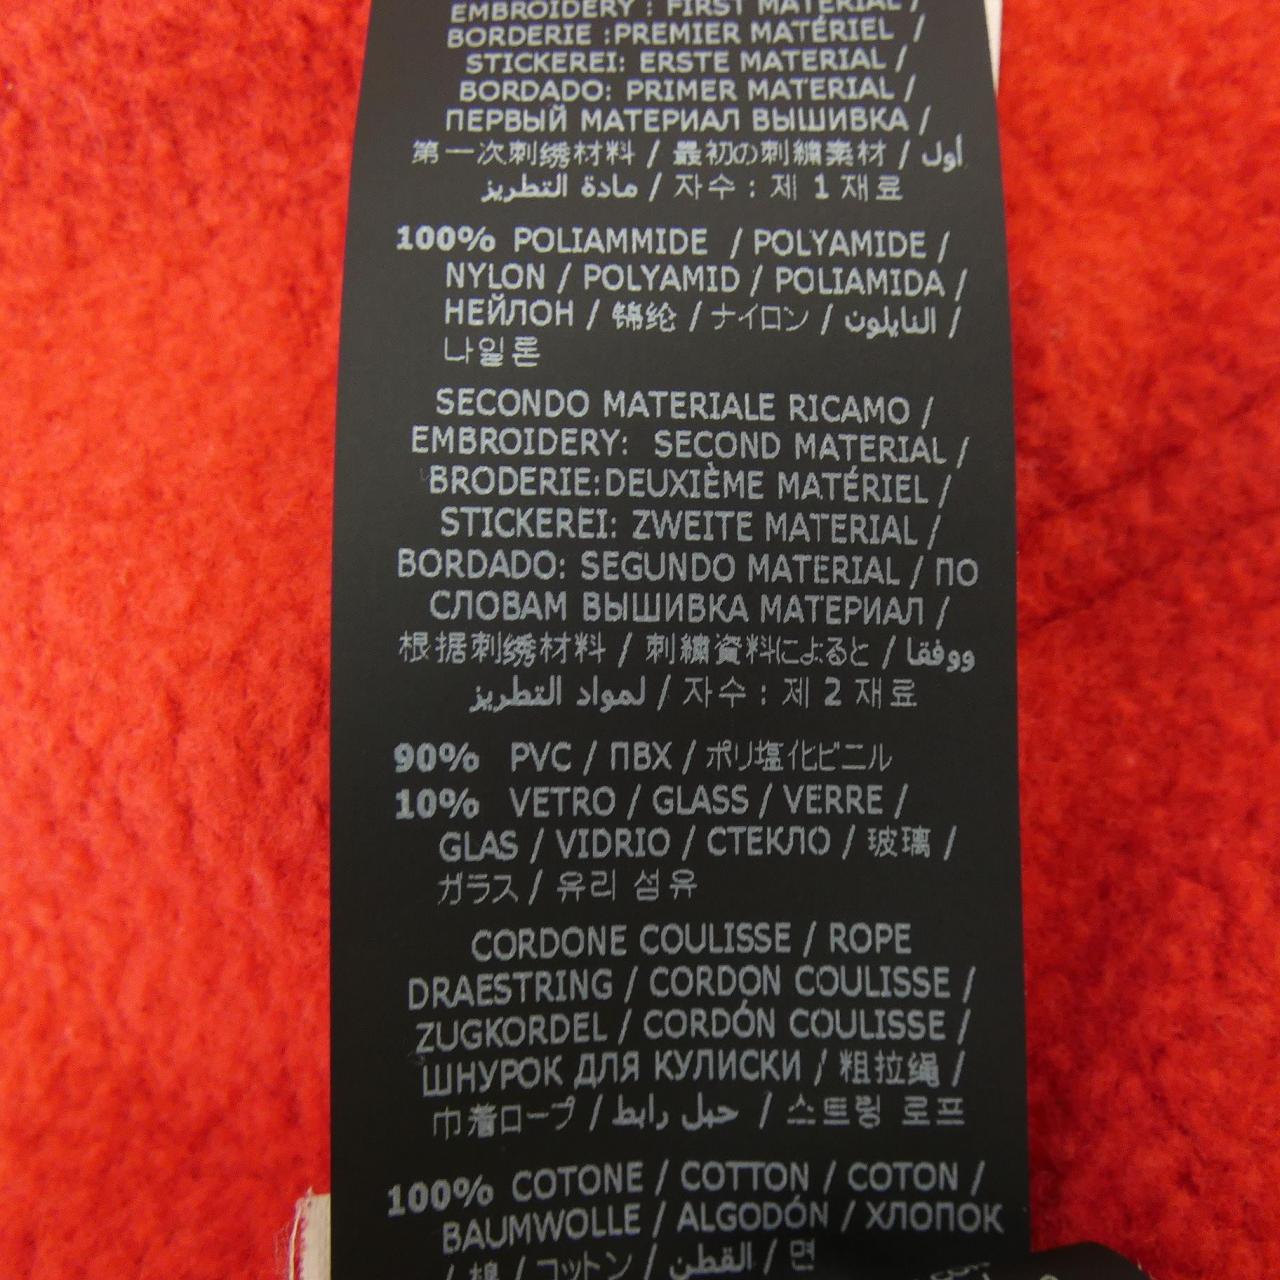 EMBROIDERY : FIRST MATERIAL /
BORDERIE :PREMIER MATÉRIEL /
STICKEREI: ERSTE MATERIAL /
BORDADO: PRIMER MATERIAL /
ПЕРВЫЙ МАТЕРИАЛ ВЫШИВКА /
第一次刺绣材料 / 最初の刺繍素材 / أول
مادة التطريز / 자수 : 제 1 재료
100% POLIAMMIDE / POLYAMIDE /
NYLON / POLYAMID / POLIAMIDA /
НЕЙЛОН / 锦纶 / ナイロン / النايلون /
나일론
SECONDO MATERIALE RICAMO /
EMBROIDERY: SECOND MATERIAL /
BRODERIE:DEUXIÈME MATÉRIEL /
STICKEREI: ZWEITE MATERIAL /
BORDADO: SEGUNDO MATERIAL / ПО
СЛОВАМ ВЫШИВКА МАТЕРИАЛ /
根据刺绣材料 / 刺繍資料によると / ووفقا
لمواد التطريز / 자수 : 제 2 재료
90% PVC / ПВХ / ポリ塩化ビニル
10% VETRO / GLASS / VERRE /
GLAS / VIDRIO / СТЕКЛО / 玻璃 /
ガラス / 유리 섬유
CORDONE COULISSE / ROPE
DRAESTRING / CORDON COULISSE /
ZUGKORDEL / CORDÓN COULISSE /
ШНУРОК ДЛЯ КУЛИСКИ / 粗拉绳 /
巾着ロープ / حبل رابط / 스트링 로프
100% COTONE / COTTON / COTON /
BAUMWOLLE / ALGODÓN / ХЛОПОК
/ 棉 / コットン / القطن / 면